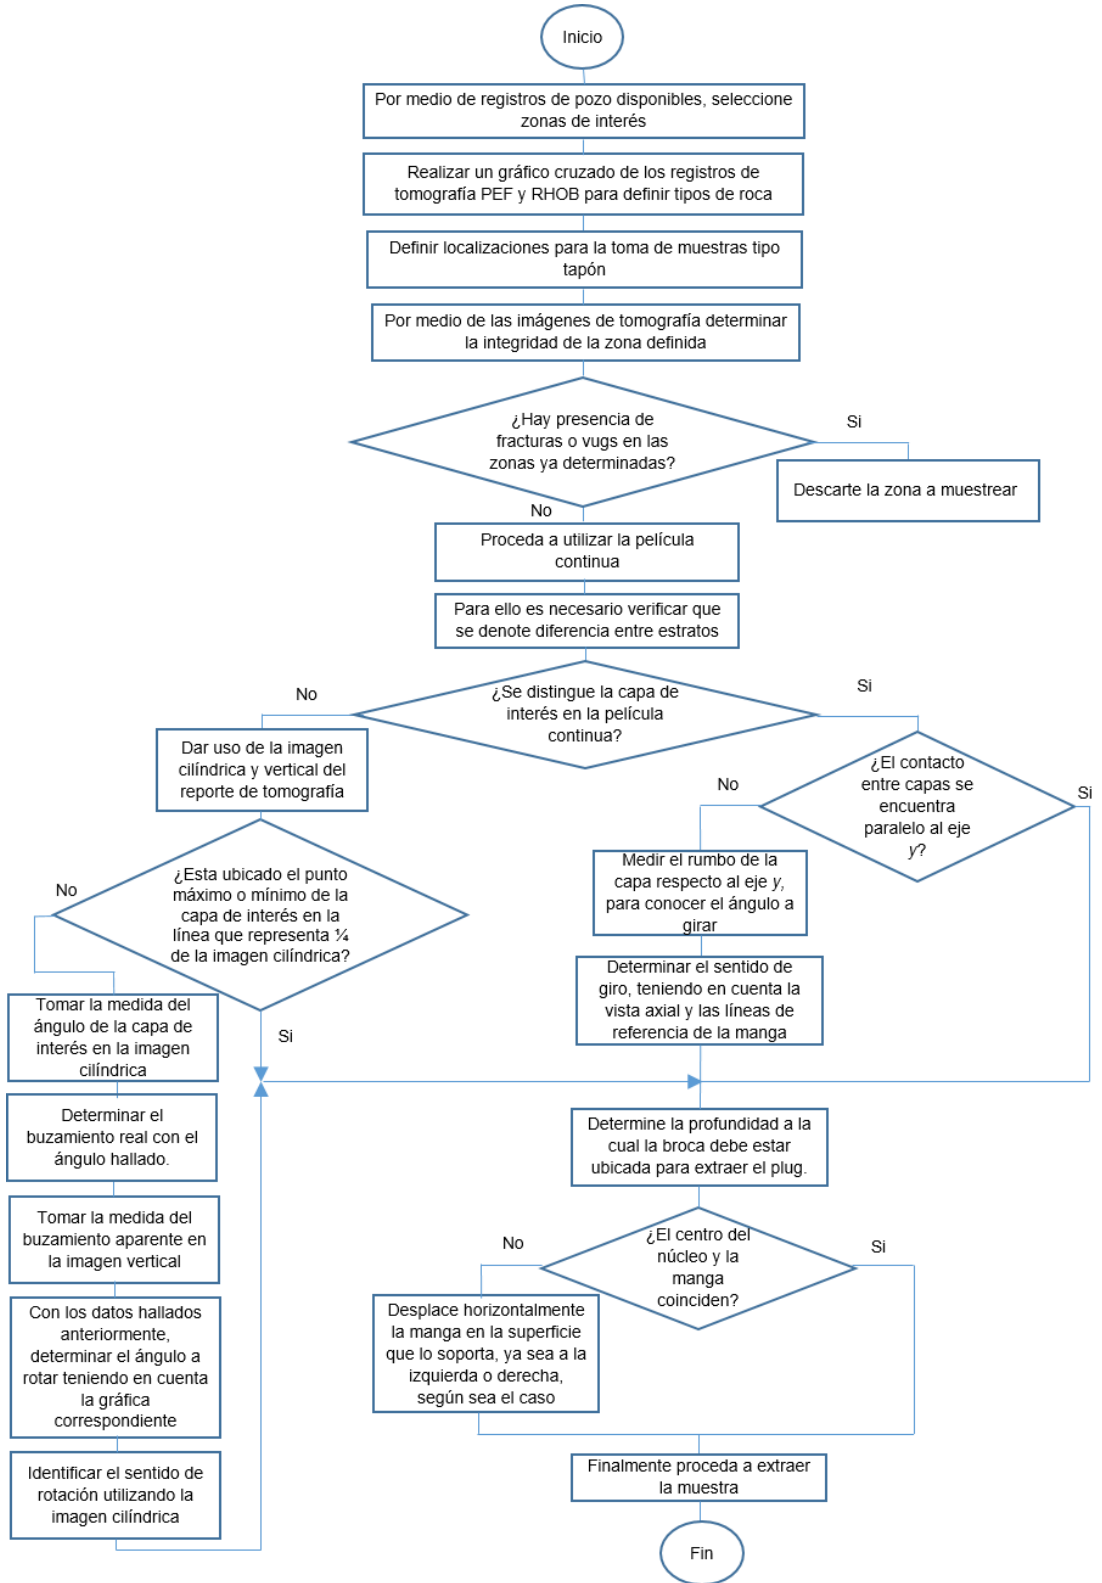 Inicio
Por medio de registros de pozo disponibles, seleccione
zonas de interés
Realizar un gráfico cruzado de los registros de
tomografía PEF y RHOB para definir tipos de roca
Definir localizaciones para la toma de muestras tipo
tapón
Por medio de las imágenes de tomografía determinar
la integridad de la zona definida
¿Hay presencia de
fracturas o vugs en las
zonas ya determinadas?
Si
Descarte la zona a muestrear
No
Proceda a utilizar la película
continua
Para ello es necesario verificar que
se denote diferencia entre estratos
¿Se distingue la capa de
interés en la película
continua?
No
Si
Dar uso de la imagen
cilíndrica y vertical del
reporte de tomografía
¿El contacto
entre capas se
encuentra
paralelo al eje
y?
No
Si
¿Esta ubicado el punto
máximo o mínimo de la
capa de interés en la
línea que representa ¼
de la imagen cilíndrica?
No
Si
Medir el rumbo de la
capa respecto al eje y,
para conocer el ángulo a
girar
Determinar el sentido de
giro, teniendo en cuenta la
vista axial y las líneas de
referencia de la manga
Tomar la medida del
ángulo de la capa de
interés en la imagen
cilíndrica
Determinar el
buzamiento real con el
ángulo hallado.
Tomar la medida del
buzamiento aparente en
la imagen vertical
Con los datos hallados
anteriormente,
determinar el ángulo a
rotar teniendo en cuenta
la gráfica
correspondiente
Identificar el sentido de
rotación utilizando la
imagen cilíndrica
Determine la profundidad a la
cual la broca debe estar
ubicada para extraer el plug.
¿El centro del
núcleo y la
manga
coinciden?
No
Si
Desplace horizontalmente
la manga en la superficie
que lo soporta, ya sea a la
izquierda o derecha,
según sea el caso
Finalmente proceda a extraer
la muestra
Fin